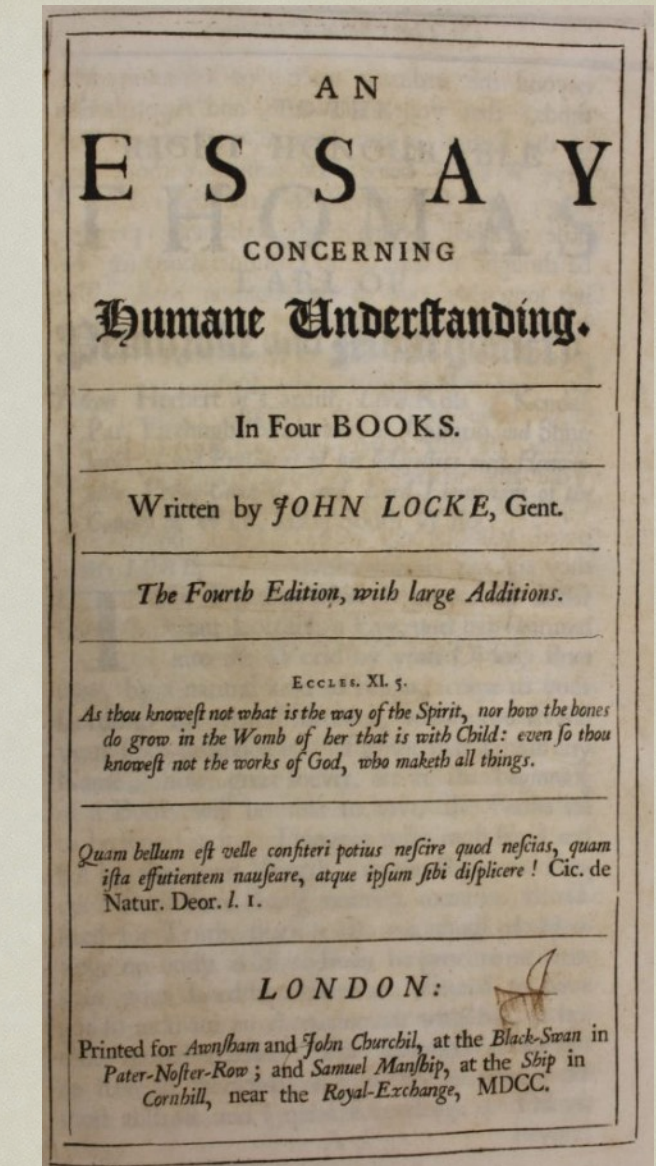 AN
ESSAY
CONCERNING
Humane Underſtanding.
In Four BOOKS.
Written by JOHN LOCKE, Gent.
The Fourth Edition, with large Additions.
ECCLES. XI. 5.
As thou knoweſt not what is the way of the Spirit, nor how the bones
do grow in the Womb of her that is with Child: even ſo thou
knoweſt not the works of God, who maketh all things.
Quam bellum eſt velle confiteri potius neſcire quod neſcias, quam
iſta effutientem nauſeare, atque ipſum ſibi diſplicere! Cic. de
Natur. Deor. l. 1.
LONDON:
Printed for Awnſham and John Churchil, at the Black-Swan in
Pater-Noſter-Row; and Samuel Manſhip, at the Ship in
Cornhill, near the Royal-Exchange, MDCC.